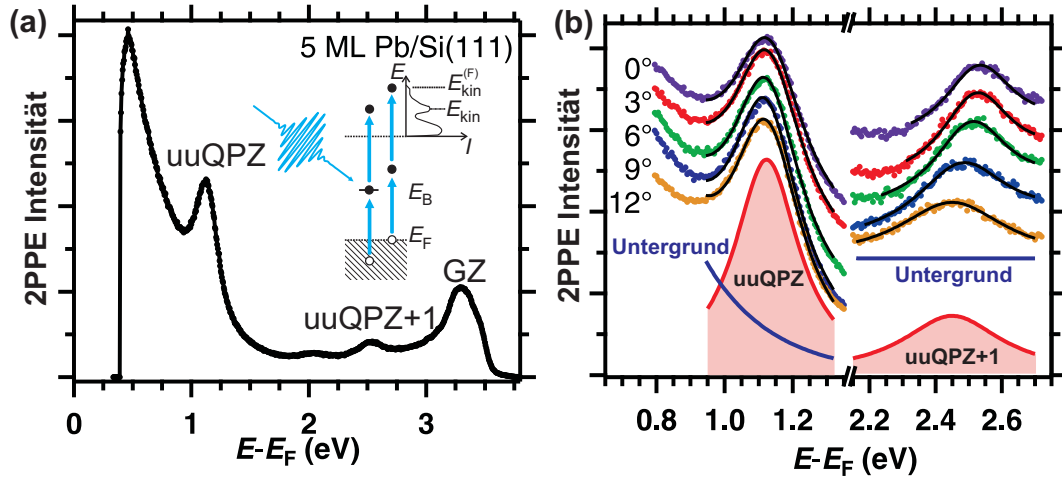 (a)
5 ML Pb/Si(111)
E
E_kin^(F)
E_kin
I
E_B
E_F
uuQPZ
uuQPZ+1
GZ
2PPE Intensität
0 1 2 3
E-E_F (eV)
(b)
0°
3°
6°
9°
12°
Untergrund
uuQPZ
Untergrund
uuQPZ+1
2PPE Intensität
0.8 1.0 1.2 2.2 2.4 2.6
E-E_F (eV)